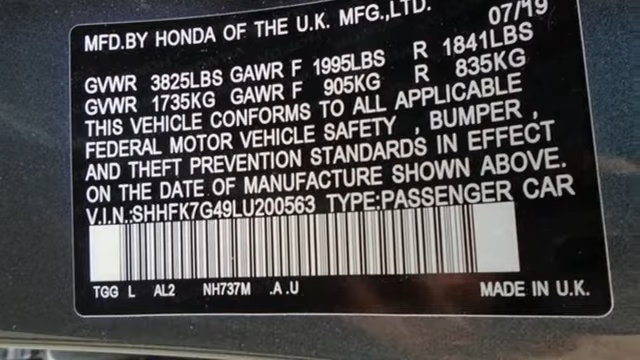 MFD.BY HONDA OF THE U.K. MFG.,LTD. 07/19
GVWR 3825LBS GAWR F 1995LBS R 1841LBS
GVWR 1735KG GAWR F 905KG R 835KG
THIS VEHICLE CONFORMS TO ALL APPLICABLE
FEDERAL MOTOR VEHICLE SAFETY , BUMPER ,
AND THEFT PREVENTION STANDARDS IN EFFECT
ON THE DATE OF MANUFACTURE SHOWN ABOVE.
V.I.N.:SHHFK7G49LU200563 TYPE:PASSENGER CAR
TGG L AL2 NH737M .A .U MADE IN U.K.